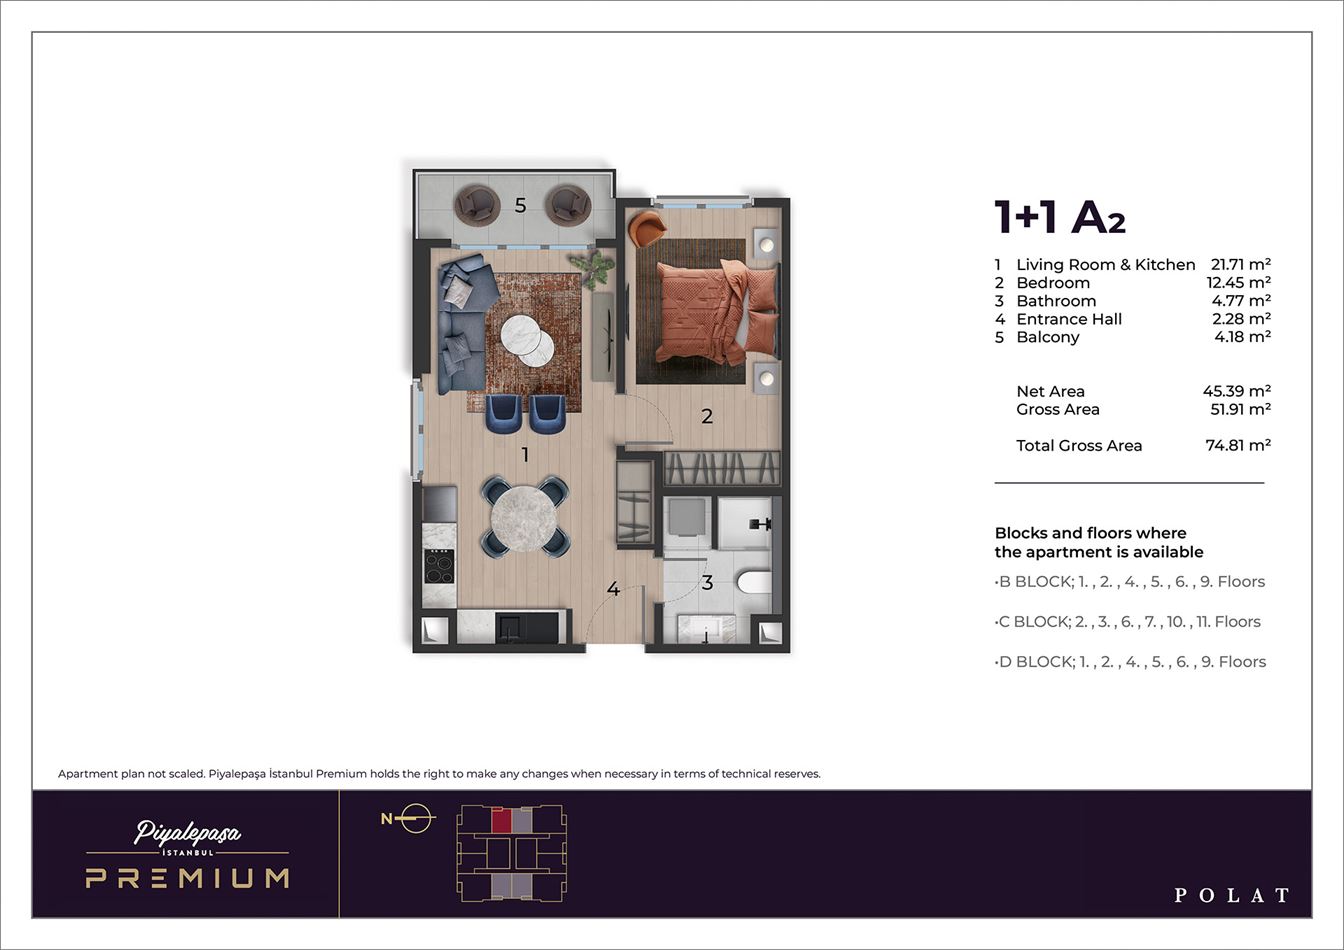 1+1 A2
1 Living Room & Kitchen 21.71 m²
2 Bedroom 12.45 m²
3 Bathroom 4.77 m²
4 Entrance Hall 2.28 m²
5 Balcony 4.18 m²
Net Area 45.39 m²
Gross Area 51.91 m²
Total Gross Area 74.81 m²
Blocks and floors where
the apartment is available
•B BLOCK; 1. , 2. , 4. , 5. , 6. , 9. Floors
•C BLOCK; 2. , 3. , 6. , 7. , 10. , 11. Floors
•D BLOCK; 1. , 2. , 4. , 5. , 6. , 9. Floors
5
2
1
4
3
Apartment plan not scaled. Piyalepaşa İstanbul Premium holds the right to make any changes when necessary in terms of technical reserves.
Piyalepaşa
İSTANBUL
PREMIUM
N
POLAT